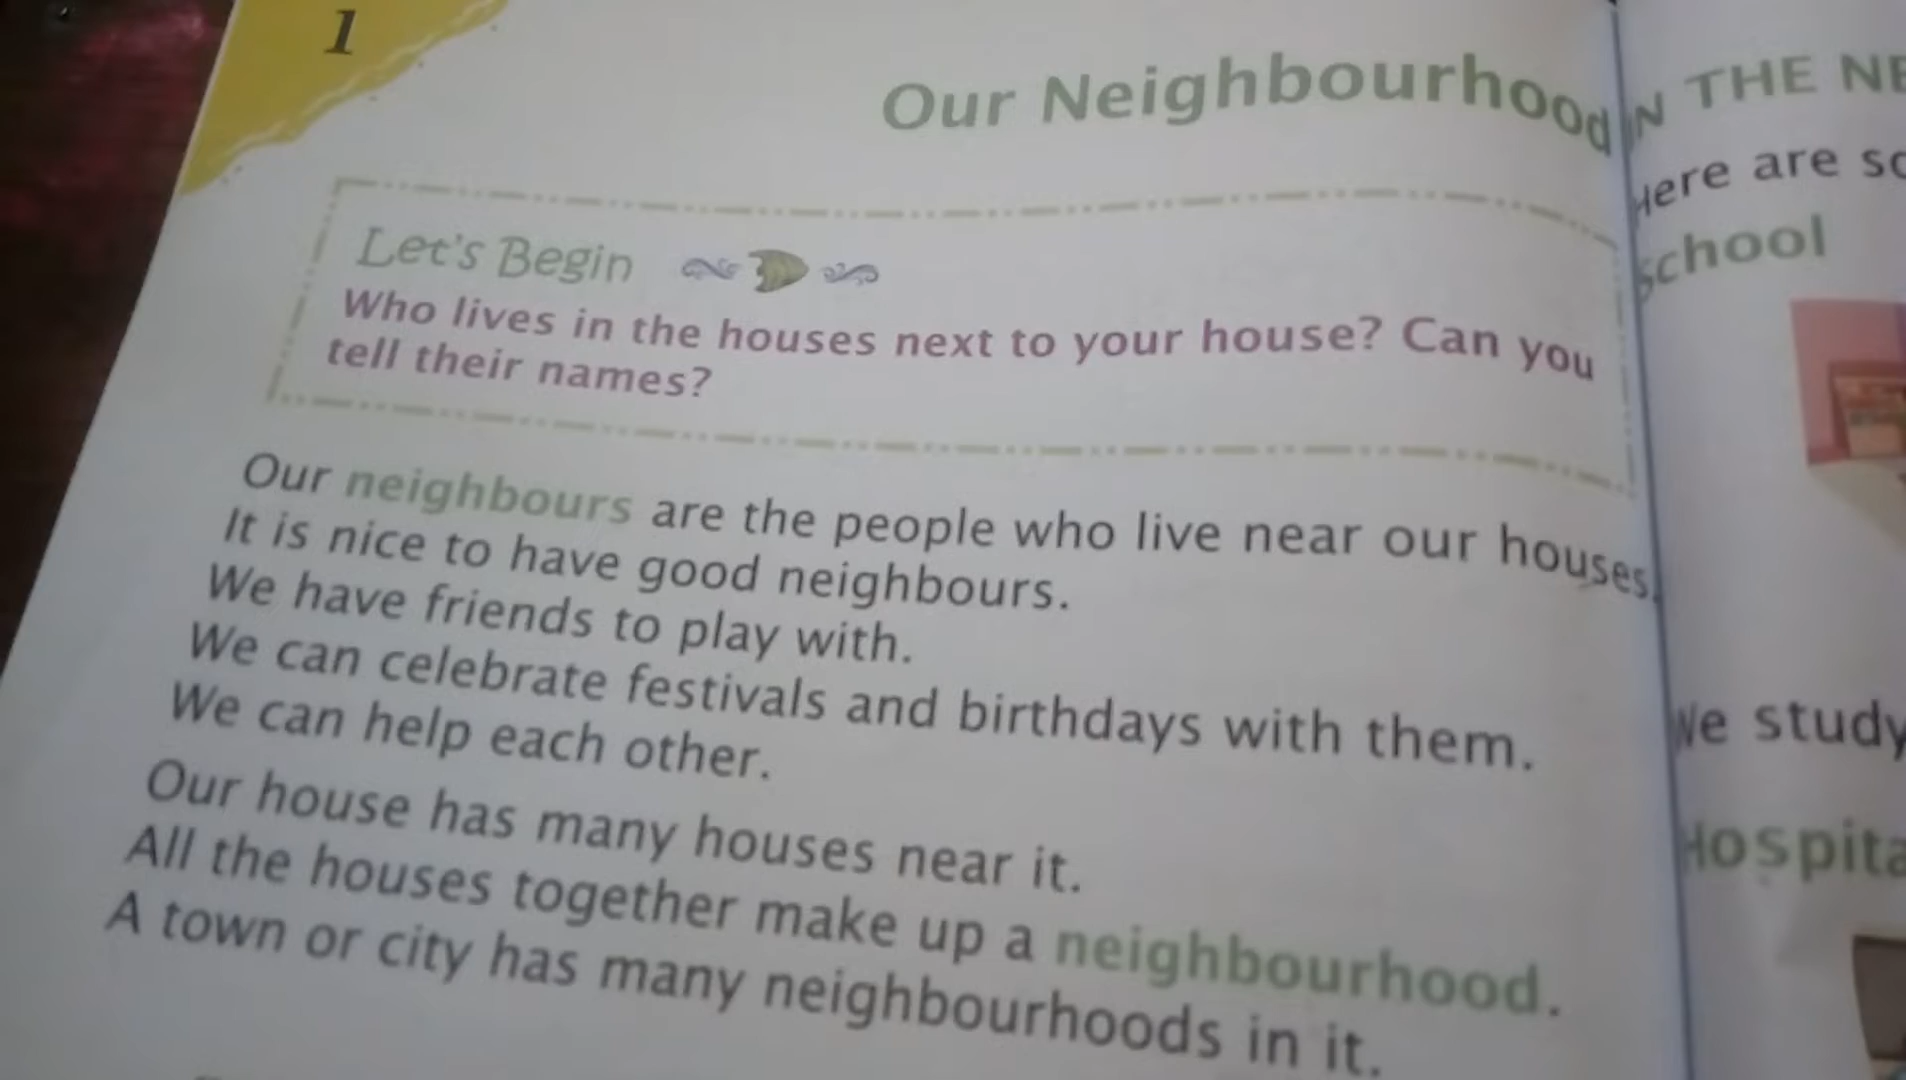 1
Our Neighbourhood
Let's Begin
Who lives in the houses next to your house? Can you
tell their names?
Our neighbours are the people who live near our houses.
It is nice to have good neighbours.
We have friends to play with.
We can celebrate festivals and birthdays with them.
We can help each other.
Our house has many houses near it.
All the houses together make up a neighbourhood.
A town or city has many neighbourhoods in it.
THE
are
School
We study